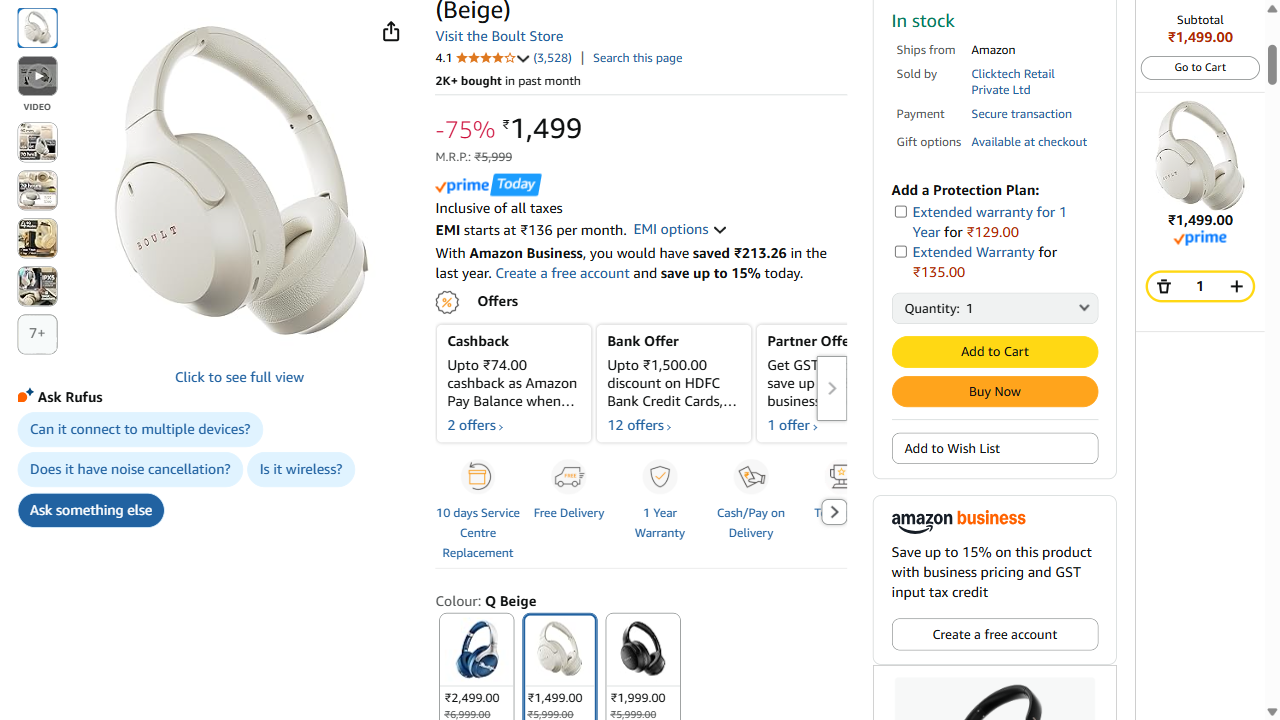 (Beige)
Visit the Boult Store
4.1 (3,528) | Search this page
2K+ bought in past month
-75% ₹1,499
M.R.P.: ₹5,999
prime Today
Inclusive of all taxes
EMI starts at ₹136 per month. EMI options
With Amazon Business, you would have saved ₹213.26 in the
last year. Create a free account and save up to 15% today.
Offers
Cashback
Upto ₹74.00
cashback as Amazon
Pay Balance when…
2 offers ›
Bank Offer
Upto ₹1,500.00
discount on HDFC
Bank Credit Cards,…
12 offers ›
Partner Offe
Get GST
save up
business
1 offer ›
10 days Service
Centre
Replacement
Free Delivery
1 Year
Warranty
Cash/Pay on
Delivery
Colour: Q Beige
₹2,499.00
₹6,999.00
₹1,499.00
₹5,999.00
₹1,999.00
₹5,999.00
VIDEO
7+
BOULT
Click to see full view
Ask Rufus
Can it connect to multiple devices?
Does it have noise cancellation?
Is it wireless?
Ask something else
In stock
Ships from Amazon
Sold by Clicktech Retail
Private Ltd
Payment Secure transaction
Gift options Available at checkout
Add a Protection Plan:
Extended warranty for 1
Year for ₹129.00
Extended Warranty for
₹135.00
Quantity: 1
Add to Cart
Buy Now
Add to Wish List
amazon business
Save up to 15% on this product
with business pricing and GST
input tax credit
Create a free account
Subtotal
₹1,499.00
Go to Cart
₹1,499.00
prime
1